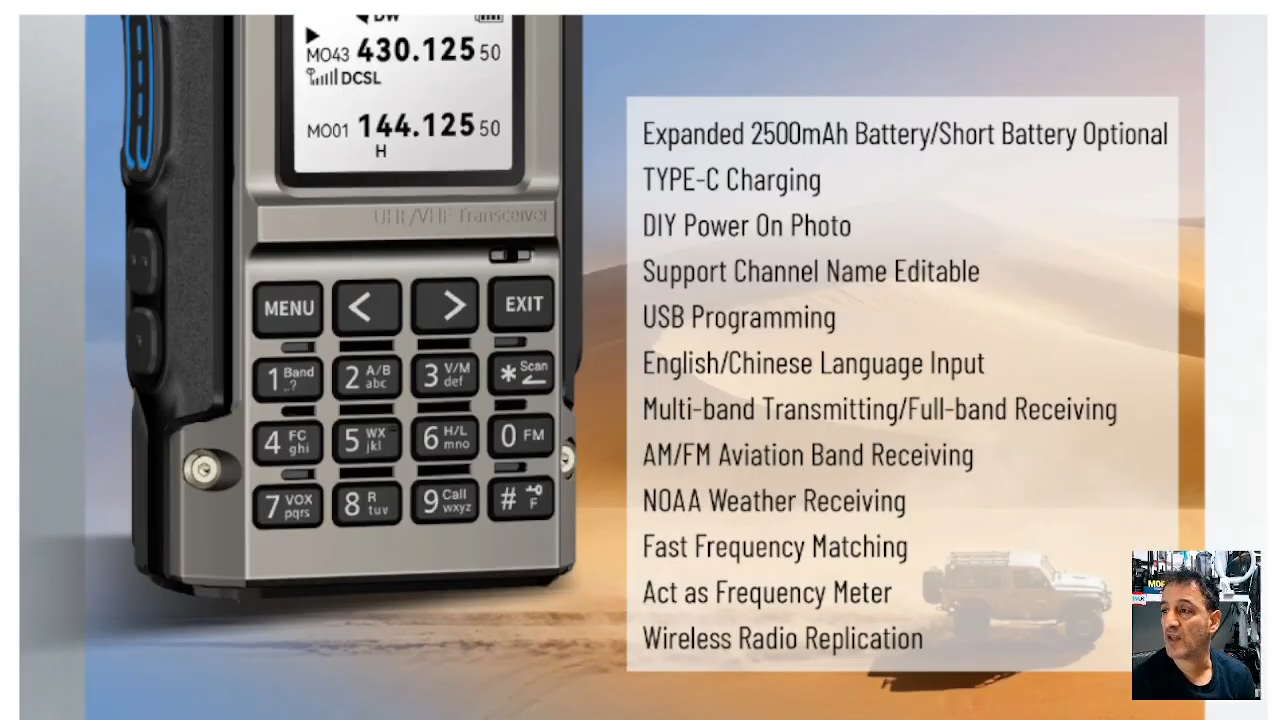 DW
MO43 430.125 50
DCSL
MO01 144.125 50
H
UHF/VHF Transceiver
MENU < > EXIT
1 Band ..?
2 A/B abc
3 V/M def
* Scan
4 FC ghi
5 WX jkl
6 H/L mno
0 FM
7 VOX pqrs
8 R tuv
9 Call wxyz
# F
Expanded 2500mAh Battery/Short Battery Optional
TYPE-C Charging
DIY Power On Photo
Support Channel Name Editable
USB Programming
English/Chinese Language Input
Multi-band Transmitting/Full-band Receiving
AM/FM Aviation Band Receiving
NOAA Weather Receiving
Fast Frequency Matching
Act as Frequency Meter
Wireless Radio Replication